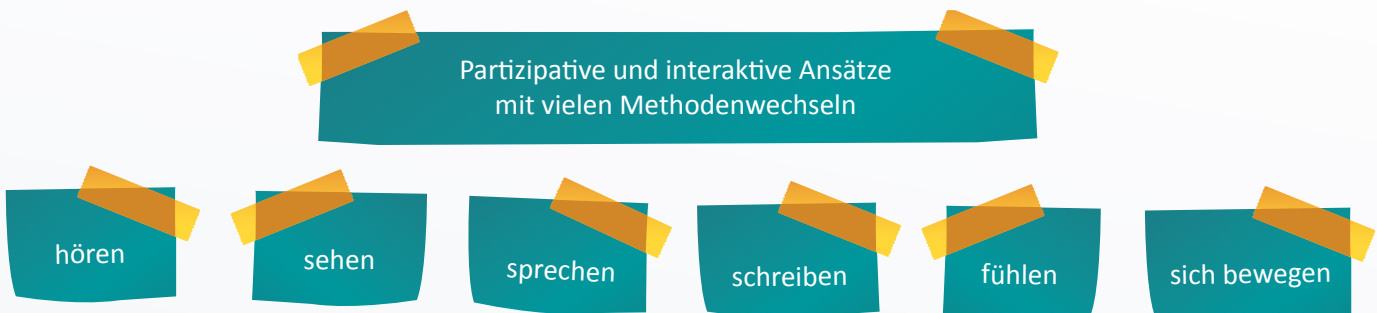 Partizipative und interaktive Ansätze
mit vielen Methodenwechseln
hören
sehen
sprechen
schreiben
fühlen
sich bewegen